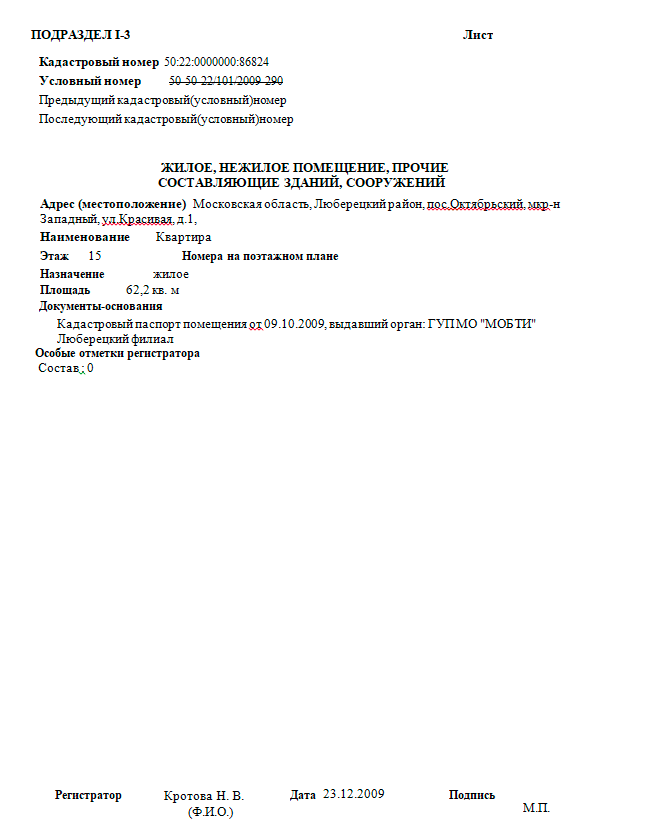 ПОДРАЗДЕЛ I-3 Лист
Кадастровый номер 50:22:0000000:86824
Условный номер 50-50-22/101/2009-290
Предыдущий кадастровый(условный)номер
Последующий кадастровый(условный)номер
ЖИЛОЕ, НЕЖИЛОЕ ПОМЕЩЕНИЕ, ПРОЧИЕ
СОСТАВЛЯЮЩИЕ ЗДАНИЙ, СООРУЖЕНИЙ
Адрес (местоположение) Московская область, Люберецкий район, пос.Октябрьский, мкр-н
Западный, ул.Красивая, д.1,
Наименование Квартира
Этаж 15 Номера на поэтажном плане
Назначение жилое
Площадь 62,2 кв. м
Документы-основания
Кадастровый паспорт помещения от 09.10.2009, выдавший орган: ГУП МО "МОБТИ"
Люберецкий филиал
Особые отметки регистратора
Состав : 0
Регистратор Кротова Н. В. Дата 23.12.2009 Подпись
(Ф.И.О.) М.П.